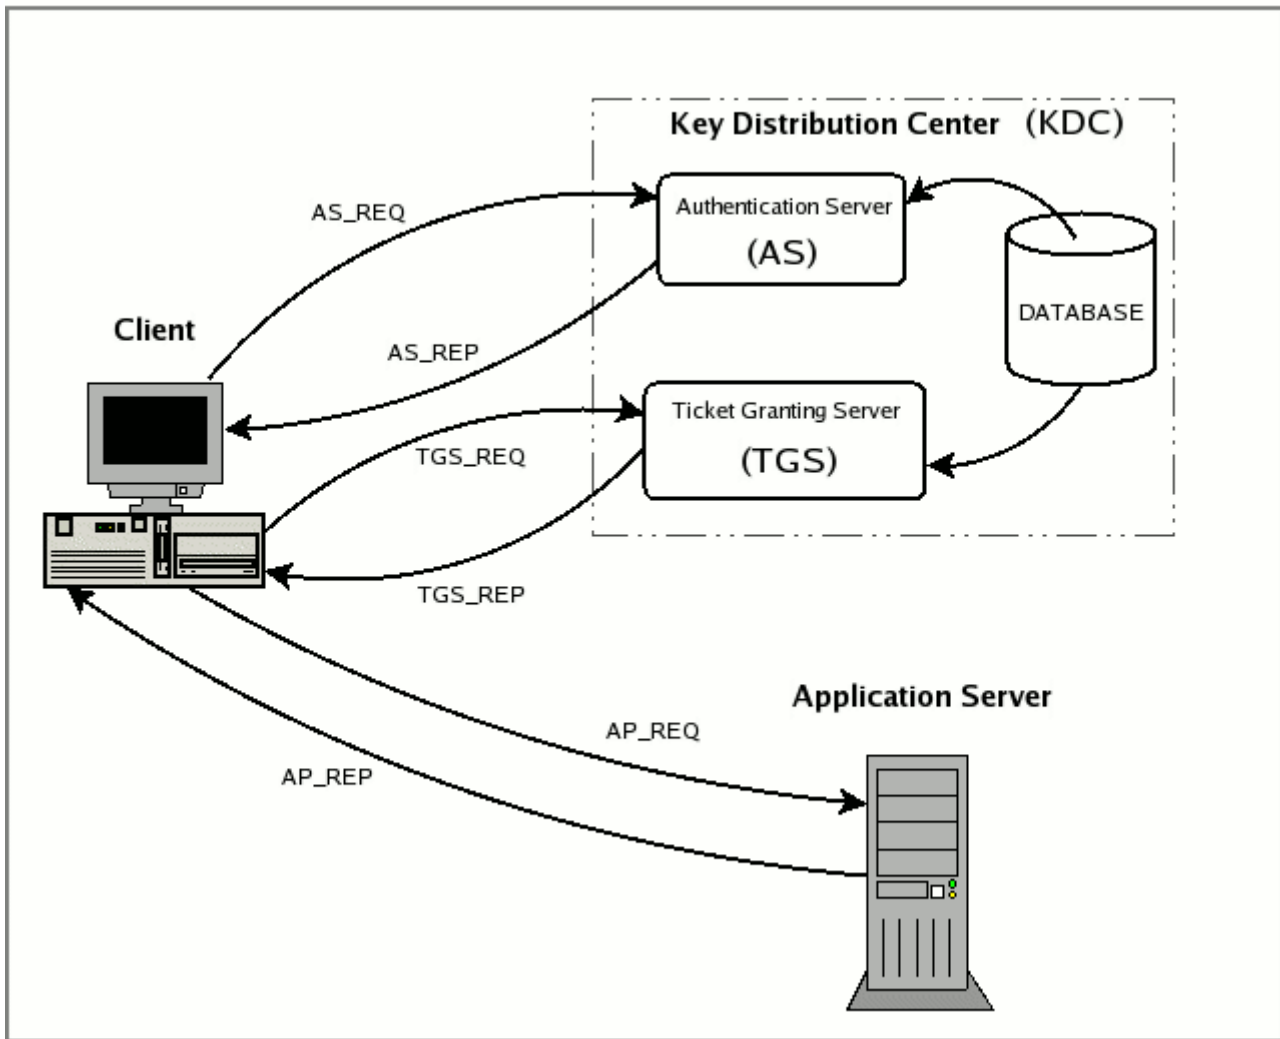 Key Distribution Center (KDC)
AS_REQ
Authentication Server
(AS)
DATABASE
Client
AS_REP
Ticket Granting Server
(TGS)
TGS_REQ
TGS_REP
Application Server
AP_REQ
AP_REP